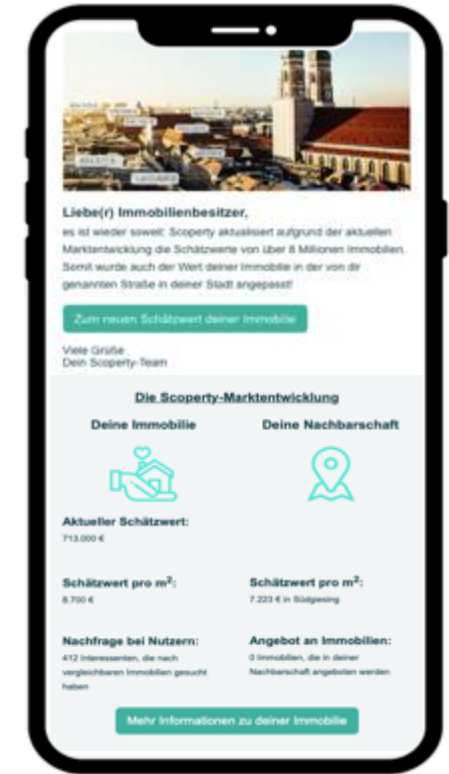 Liebe(r) Immobilienbesitzer,
es ist wieder soweit: Scoperty aktualisiert aufgrund der aktuellen
Marktentwicklung die Schätzwerte von über 8 Millionen Immobilien.
Somit wurde auch der Wert deiner Immobilie in der von dir
genannten Straße in deiner Stadt angepasst!
Zum neuen Schätzwert deiner Immobilie
Viele Grüße
Dein Scoperty-Team
Die Scoperty-Marktentwicklung
Deine Immobilie
Deine Nachbarschaft
Aktueller Schätzwert:
713.000 €
Schätzwert pro m²:
8.700 €
Schätzwert pro m²:
7.223 € in Südgiesing
Nachfrage bei Nutzern:
412 Interessenten, die nach
vergleichbaren Immobilien gesucht
haben
Angebot an Immobilien:
0 Immobilien, die in deiner
Nachbarschaft angeboten werden
Mehr Informationen zu deiner Immobilie